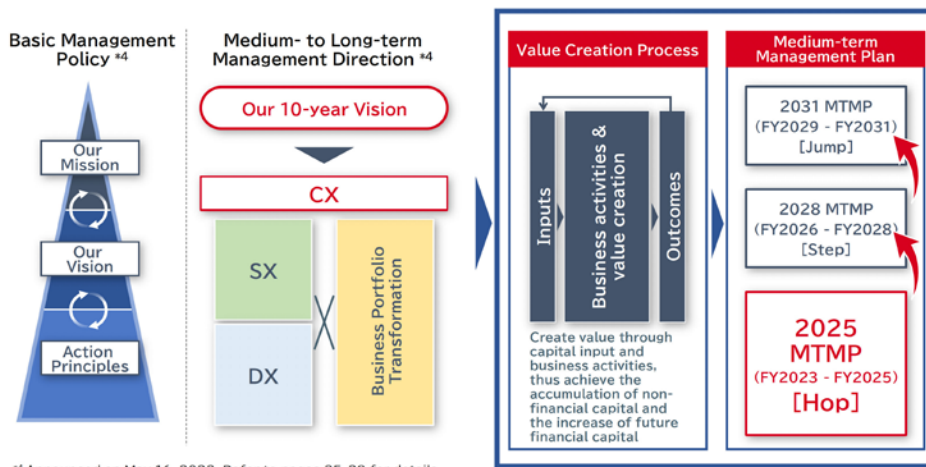 Basic Management
Policy *4
Our
Mission
Our
Vision
Action
Principles
Medium- to Long-term
Management Direction *4
Our 10-year Vision
CX
SX
DX
Business Portfolio
Transformation
Value Creation Process
Inputs
Business activities &
value creation
Outcomes
Create value through
capital input and
business activities,
thus achieve the
accumulation of non-
financial capital and
the increase of future
financial capital
Medium-term
Management Plan
2031 MTMP
(FY2029 - FY2031)
[Jump]
2028 MTMP
(FY2026 - FY2028)
[Step]
2025
MTMP
(FY2023 - FY2025)
[Hop]